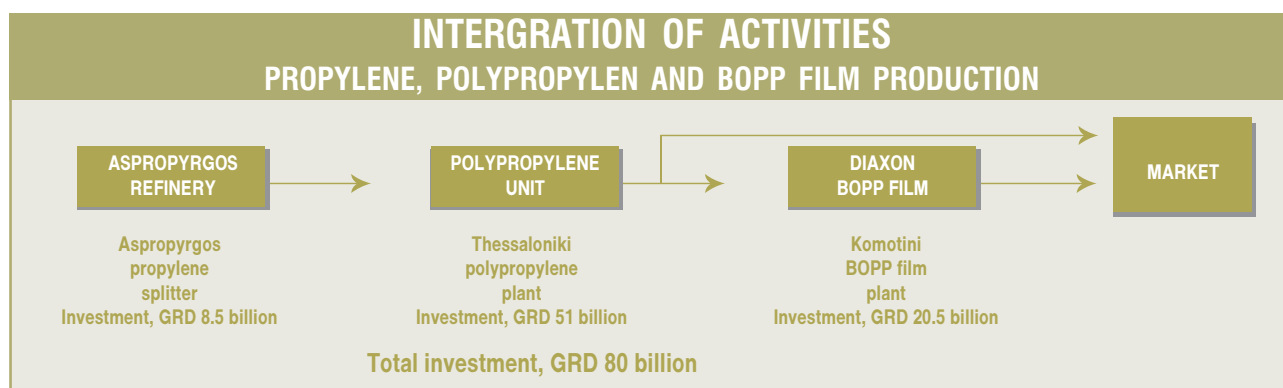 INTERGRATION OF ACTIVITIES
PROPYLENE, POLYPROPYLEN AND BOPP FILM PRODUCTION
ASPROPYRGOS
REFINERY
POLYPROPYLENE
UNIT
DIAXON
BOPP FILM
MARKET
Aspropyrgos
propylene
splitter
Investment, GRD 8.5 billion
Thessaloniki
polypropylene
plant
Investment, GRD 51 billion
Komotini
BOPP film
plant
Investment, GRD 20.5 billion
Total investment, GRD 80 billion